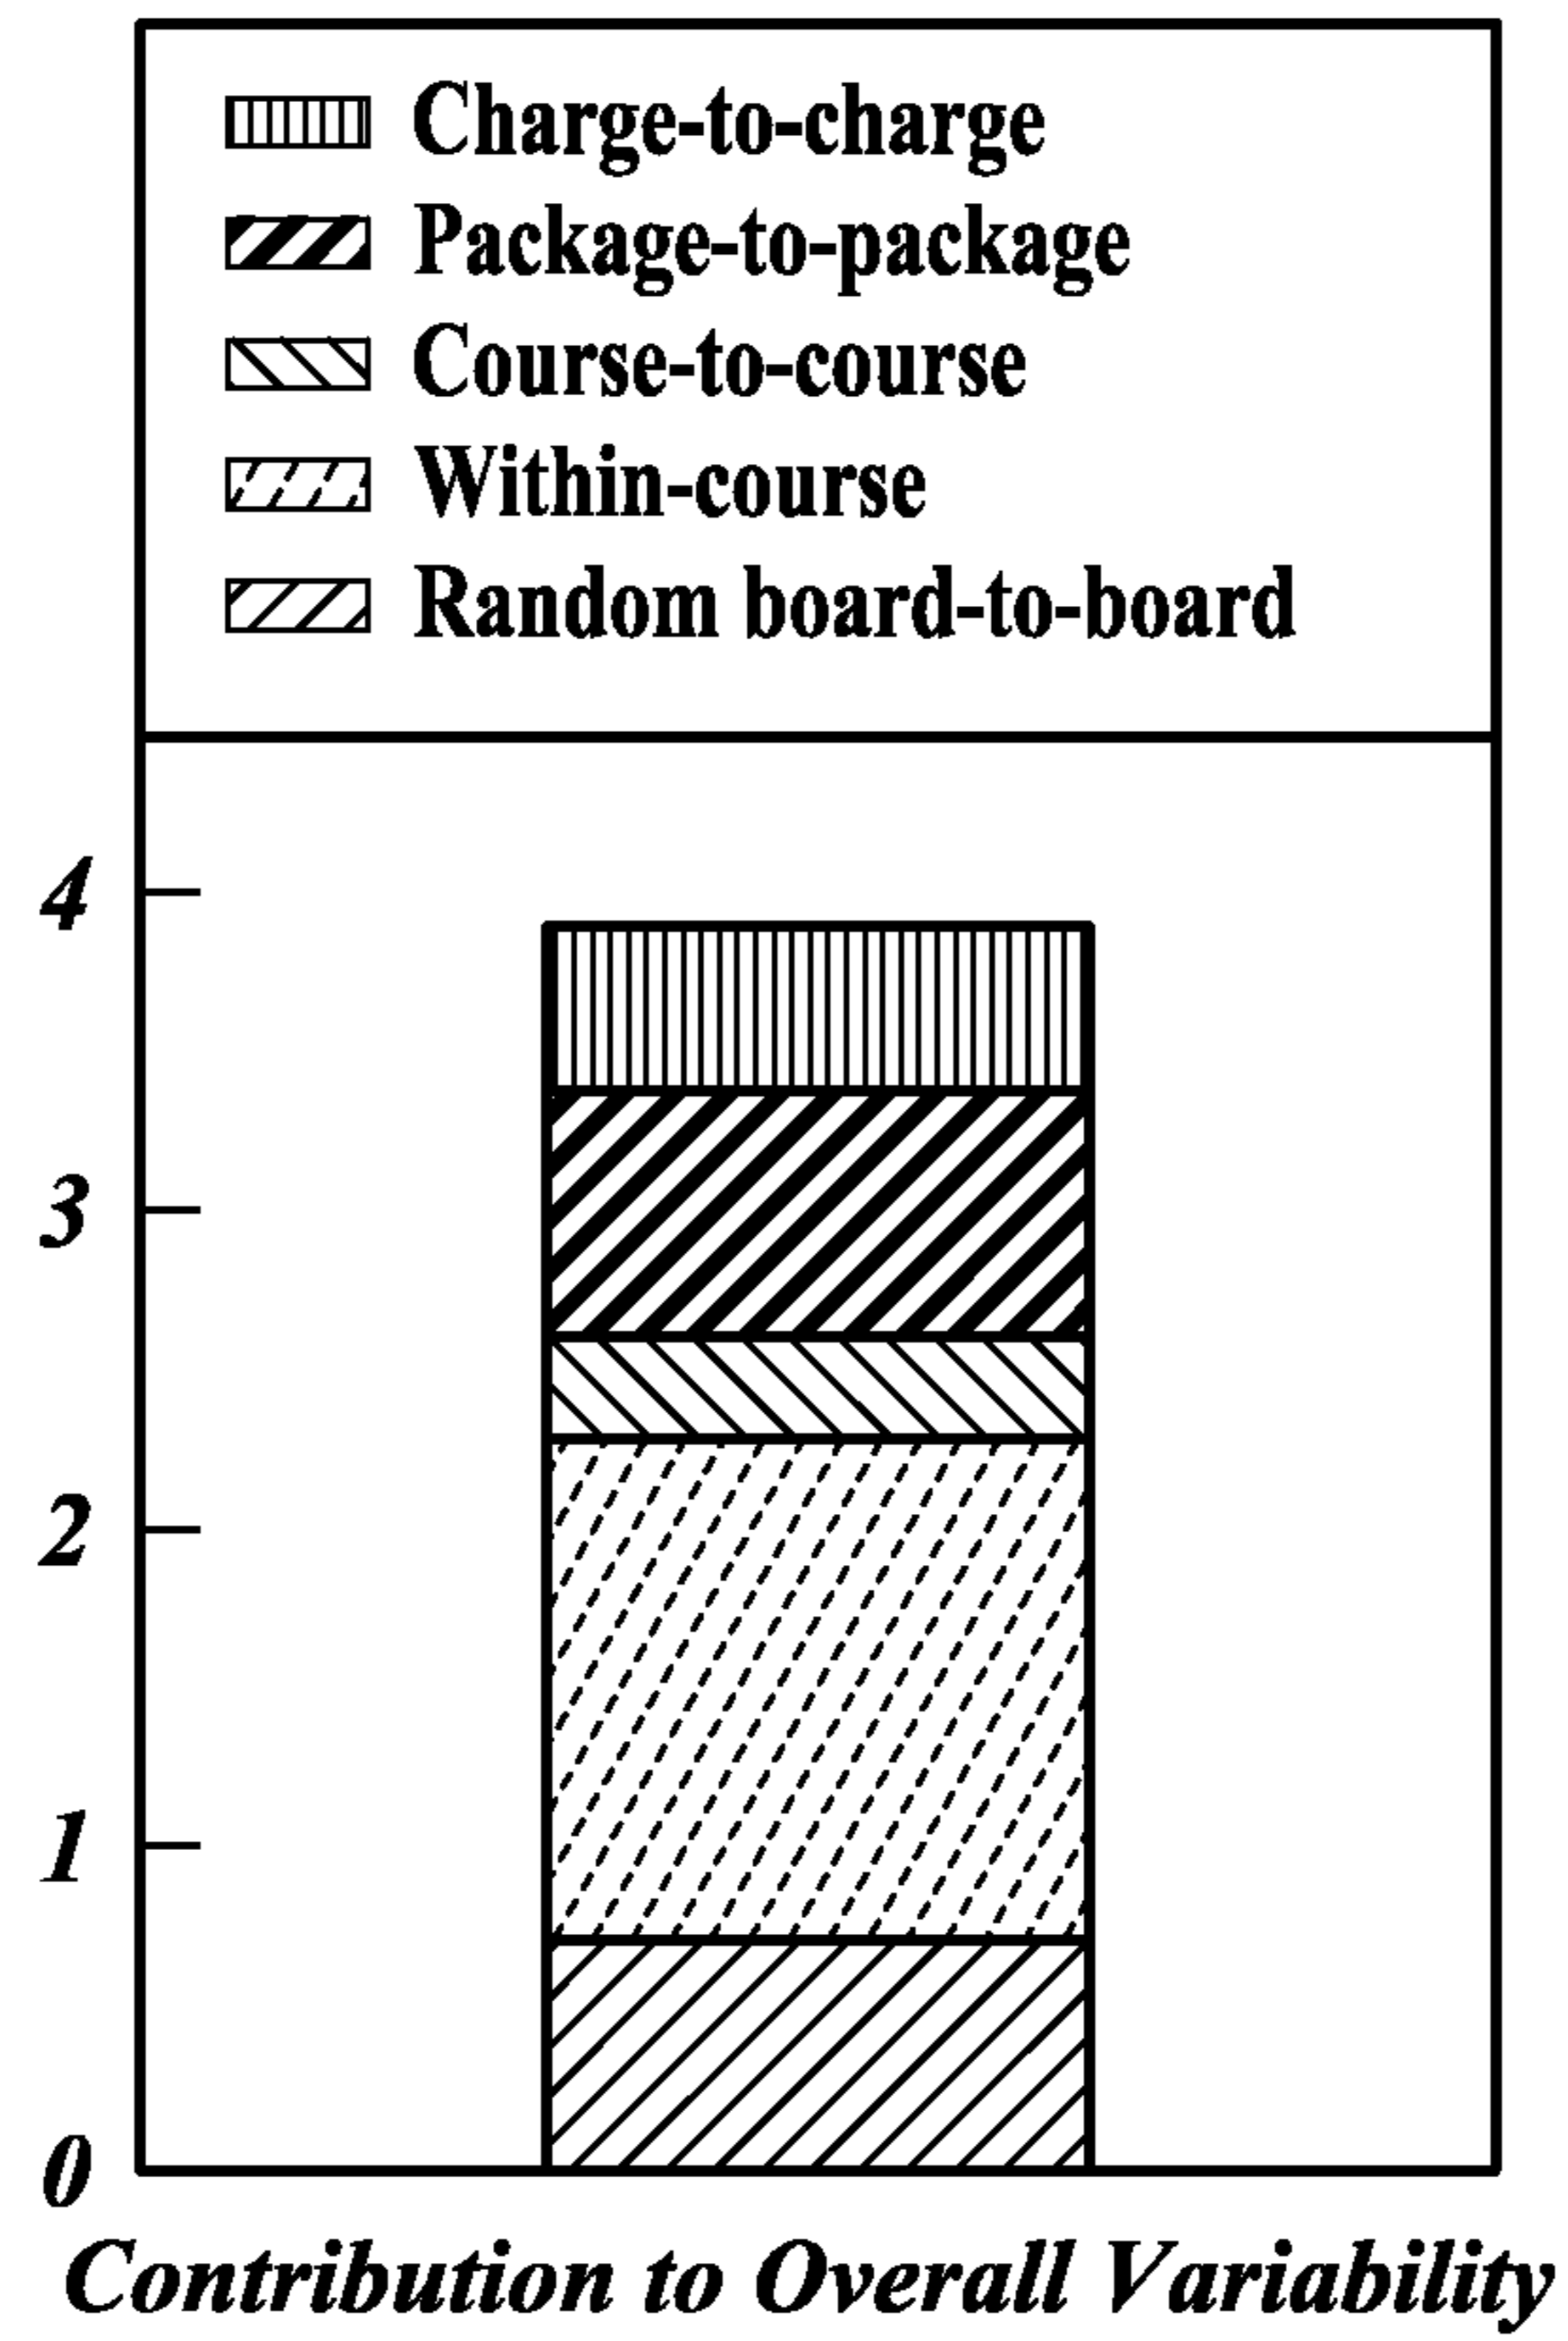 Charge-to-charge
Package-to-package
Course-to-course
Within-course
Random board-to-board
4
3
2
1
0
Contribution to Overall Variability